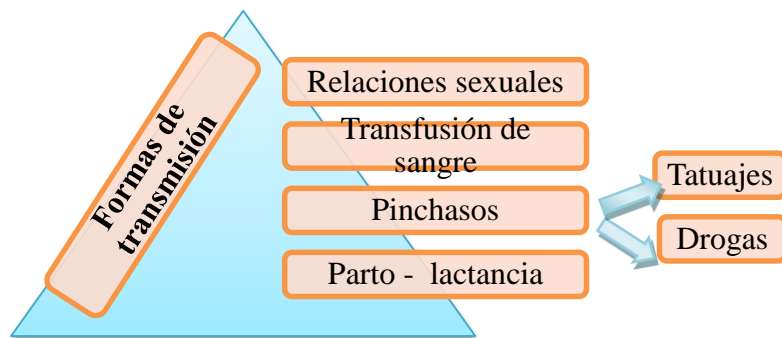 Formas de
transmisión
Relaciones sexuales
Transfusión de
sangre
Pinchasos
Parto - lactancia
Tatuajes
Drogas